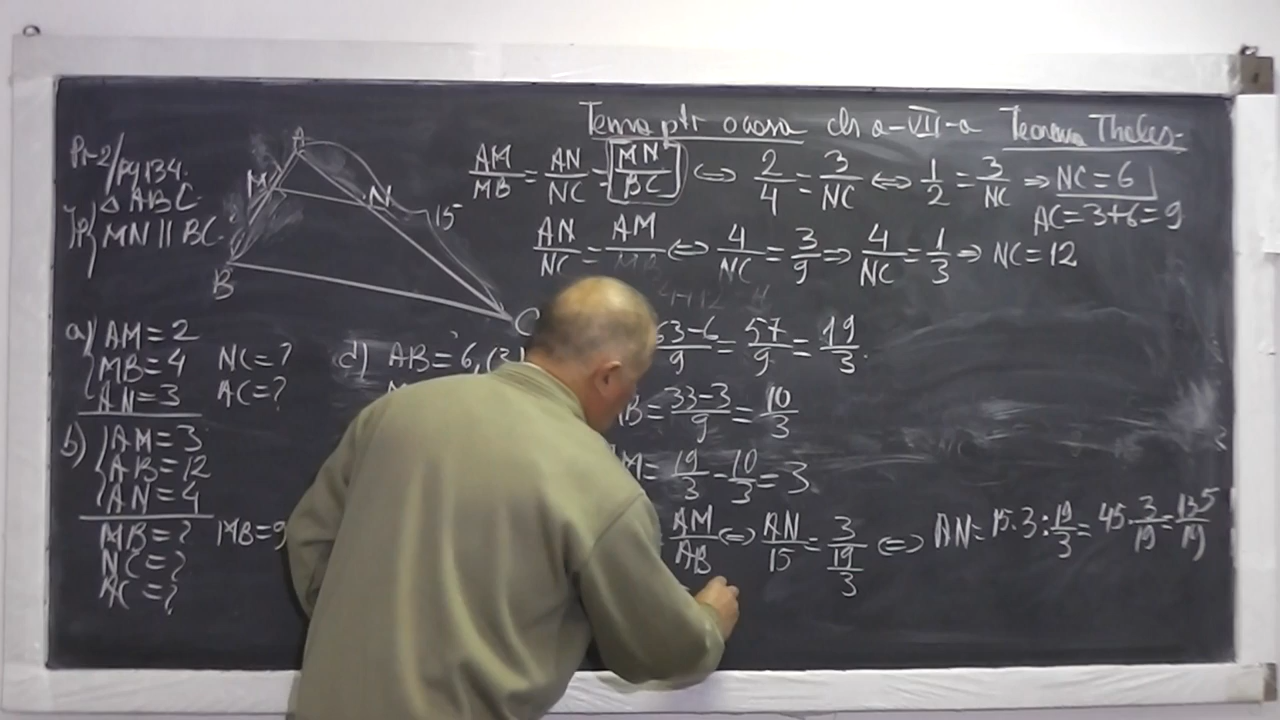 Tema ptr acasa cls a-VII-a Teorema Thales
Pr-2/pg 134.
△ABC
MN || BC
A
M
N
15
B
C
AM/MB = AN/NC = MN/BC ⇔ 2/4 = 3/NC ⇔ 1/2 = 3/NC ⇒ NC = 6
AC = 3+6 = 9
AN/NC = AM/MB ⇔ 4/NC = 3/9 ⇒ 4/NC = 1/3 ⇒ NC = 12
a) AM = 2
MB = 4 NC = ?
AN = 3 AC = ?
b) AM = 3
AB = 12
AN = 4
MB = ? MB = 9
NC = ?
AC = ?
d) AB = 6,(3)
63-6/9 = 57/9 = 19/3.
B = 33-3/9 = 10/3
M = 19/3 - 10/3 = 3
AM/AB ⇔ AN/15 = 3/(19/3) ⇔ AN = 15·3 : 19/3 = 45·3/19 = 135/19